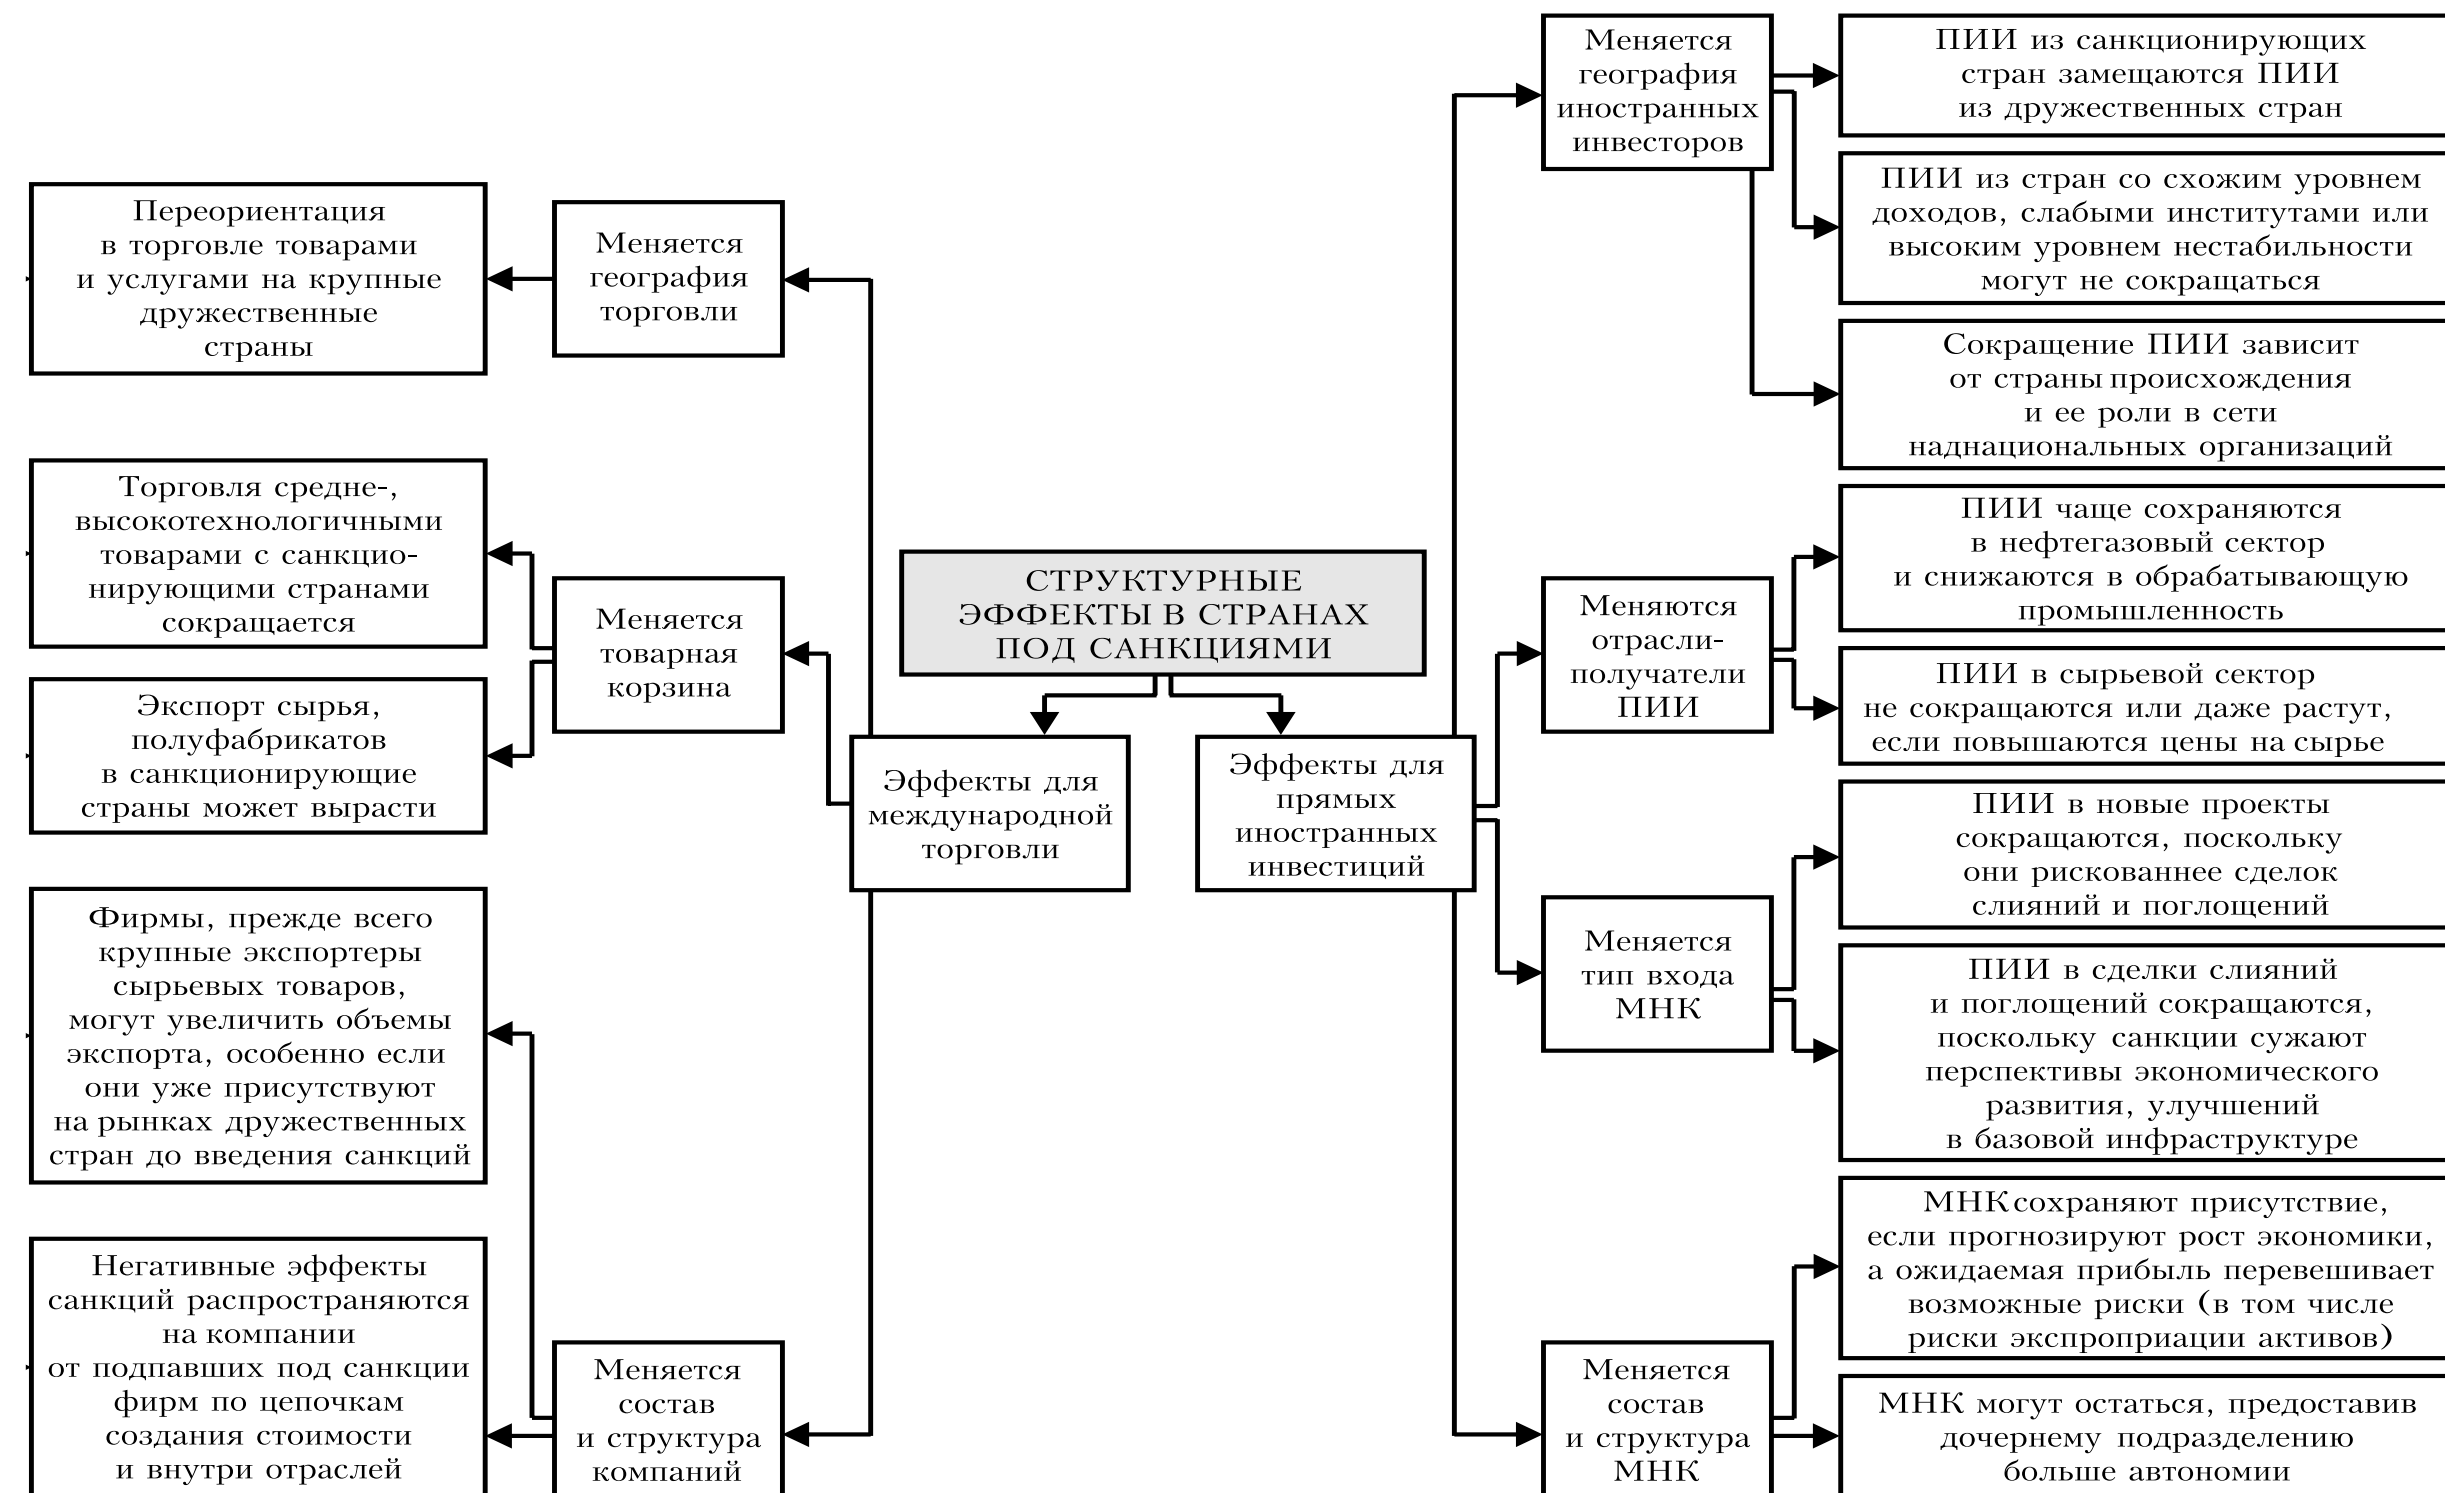 СТРУКТУРНЫЕ
ЭФФЕКТЫ В СТРАНАХ
ПОД САНКЦИЯМИ
Эффекты для
международной
торговли
Меняется
география
торговли
Переориентация
в торговле товарами
и услугами на крупные
дружественные
страны
Меняется
товарная
корзина
Торговля средне-,
высокотехнологичными
товарами с санкцио-
нирующими странами
сокращается
Экспорт сырья,
полуфабрикатов
в санкционирующие
страны может вырасти
Меняется
состав
и структура
компаний
Фирмы, прежде всего
крупные экспортеры
сырьевых товаров,
могут увеличить объемы
экспорта, особенно если
они уже присутствуют
на рынках дружественных
стран до введения санкций
Негативные эффекты
санкций распространяются
на компании
от подпавших под санкции
фирм по цепочкам
создания стоимости
и внутри отраслей
Эффекты для
прямых
иностранных
инвестиций
Меняется
география
иностранных
инвесторов
ПИИ из санкционирующих
стран замещаются ПИИ
из дружественных стран
ПИИ из стран со схожим уровнем
доходов, слабыми институтами или
высоким уровнем нестабильности
могут не сокращаться
Сокращение ПИИ зависит
от страны происхождения
и ее роли в сети
наднациональных организаций
Меняются
отрасли-
получатели
ПИИ
ПИИ чаще сохраняются
в нефтегазовый сектор
и снижаются в обрабатывающую
промышленность
ПИИ в сырьевой сектор
не сокращаются или даже растут,
если повышаются цены на сырье
Меняется
тип входа
МНК
ПИИ в новые проекты
сокращаются, поскольку
они рискованнее сделок
слияний и поглощений
ПИИ в сделки слияний
и поглощений сокращаются,
поскольку санкции сужают
перспективы экономического
развития, улучшений
в базовой инфраструктуре
Меняется
состав
и структура
МНК
МНК сохраняют присутствие,
если прогнозируют рост экономики,
а ожидаемая прибыль перевешивает
возможные риски (в том числе
риски экспроприации активов)
МНК могут остаться, предоставив
дочернему подразделению
больше автономии